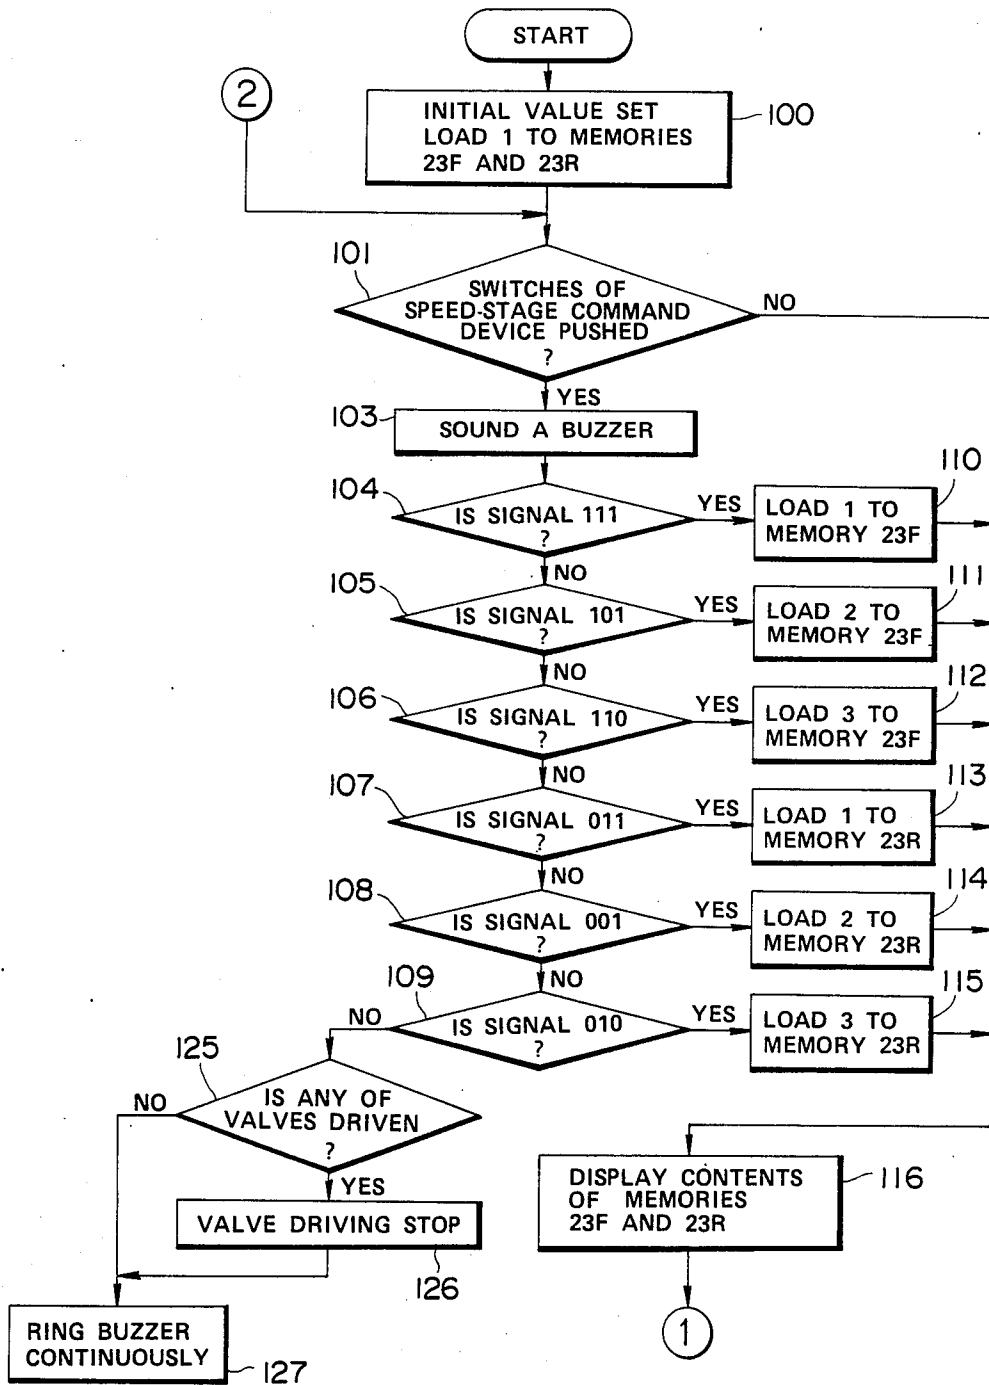 START
2
INITIAL VALUE SET
LOAD 1 TO MEMORIES
23F AND 23R
100
101
SWITCHES OF
SPEED-STAGE COMMAND
DEVICE PUSHED
?
NO
YES
103
SOUND A BUZZER
104
IS SIGNAL 111
?
YES
LOAD 1 TO
MEMORY 23F
110
NO
105
IS SIGNAL 101
?
YES
LOAD 2 TO
MEMORY 23F
111
NO
106
IS SIGNAL 110
?
YES
LOAD 3 TO
MEMORY 23F
112
NO
107
IS SIGNAL 011
?
YES
LOAD 1 TO
MEMORY 23R
113
NO
108
IS SIGNAL 001
?
YES
LOAD 2 TO
MEMORY 23R
114
NO
109
IS SIGNAL 010
?
YES
LOAD 3 TO
MEMORY 23R
115
NO
125
IS ANY OF
VALVES DRIVEN
?
NO
YES
VALVE DRIVING STOP
126
RING BUZZER
CONTINUOUSLY
127
DISPLAY CONTENTS
OF MEMORIES
23F AND 23R
116
1